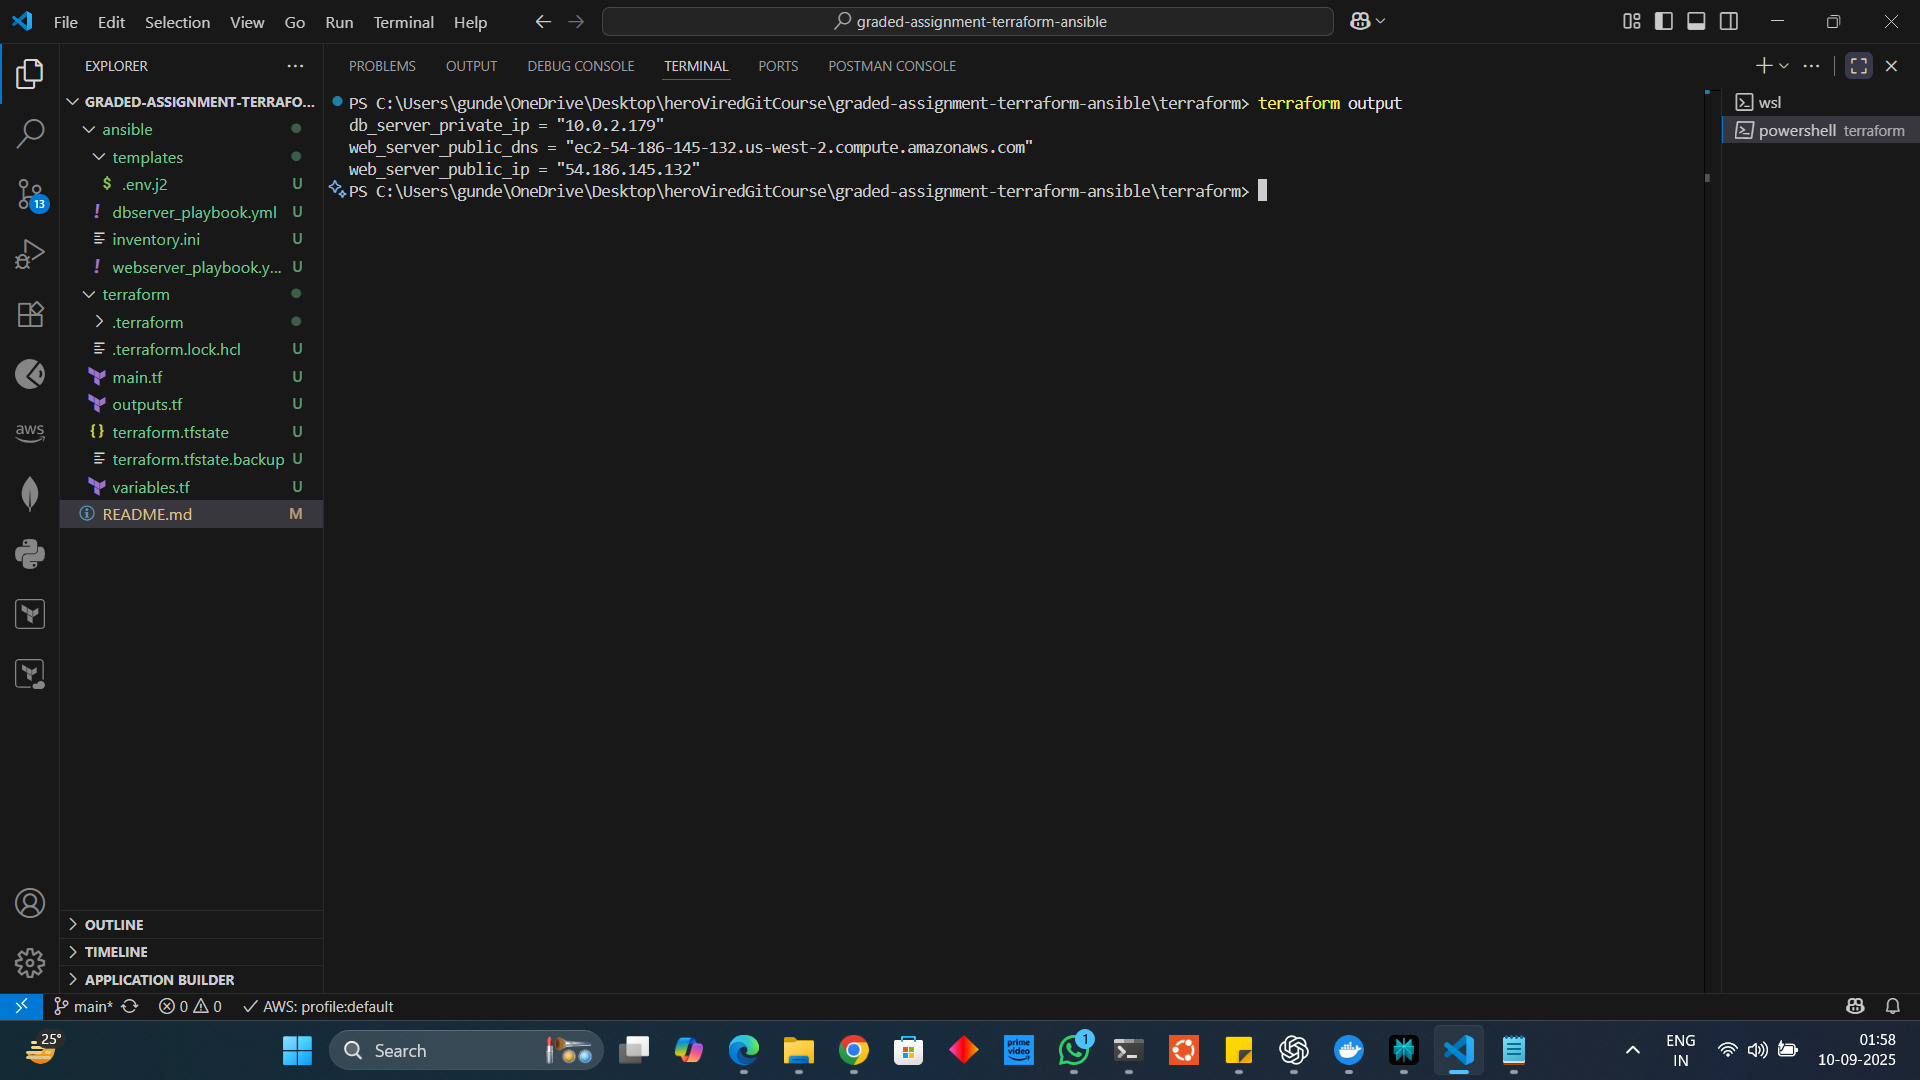 File Edit Selection View Go Run Terminal Help
graded-assignment-terraform-ansible
EXPLORER
GRADED-ASSIGNMENT-TERRAFO...
ansible
templates
$ .env.j2 U
! dbserver_playbook.yml U
inventory.ini U
! webserver_playbook.y... U
terraform
.terraform
.terraform.lock.hcl U
main.tf U
outputs.tf U
{} terraform.tfstate U
terraform.tfstate.backup U
variables.tf U
README.md M
OUTLINE
TIMELINE
APPLICATION BUILDER
13
aws
PROBLEMS OUTPUT DEBUG CONSOLE TERMINAL PORTS POSTMAN CONSOLE
PS C:\Users\gunde\OneDrive\Desktop\heroViredGitCourse\graded-assignment-terraform-ansible\terraform> terraform output
db_server_private_ip = "10.0.2.179"
web_server_public_dns = "ec2-54-186-145-132.us-west-2.compute.amazonaws.com"
web_server_public_ip = "54.186.145.132"
PS C:\Users\gunde\OneDrive\Desktop\heroViredGitCourse\graded-assignment-terraform-ansible\terraform>
wsl
powershell terraform
main* 0 0 AWS: profile:default
25°
Search
prime video
1
ENG
IN
01:58
10-09-2025